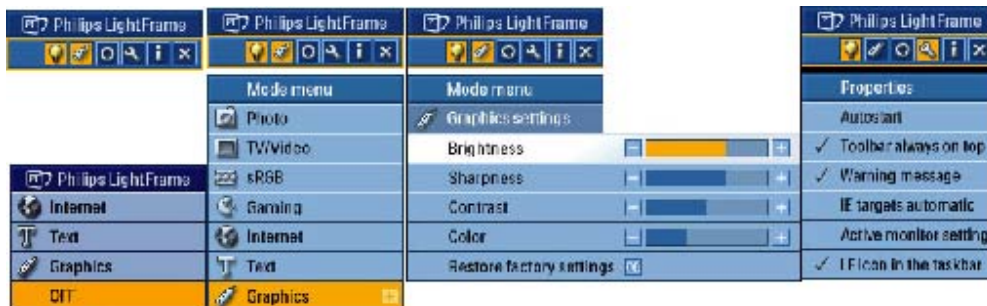 Philips LightFrame
Philips LightFrame
Internet
Text
Graphics
OFF
Philips LightFrame
Mode menu
Photo
TV/Video
sRGB
Gaming
Internet
Text
Graphics
Philips LightFrame
Mode menu
Graphics settings
Brightness
Sharpness
Contrast
Color
Restore factory settings
Philips LightFrame
Properties
Autostart
Toolbar always on top
Warning message
IE targets automatic
Active monitor setting
LF icon in the taskbar